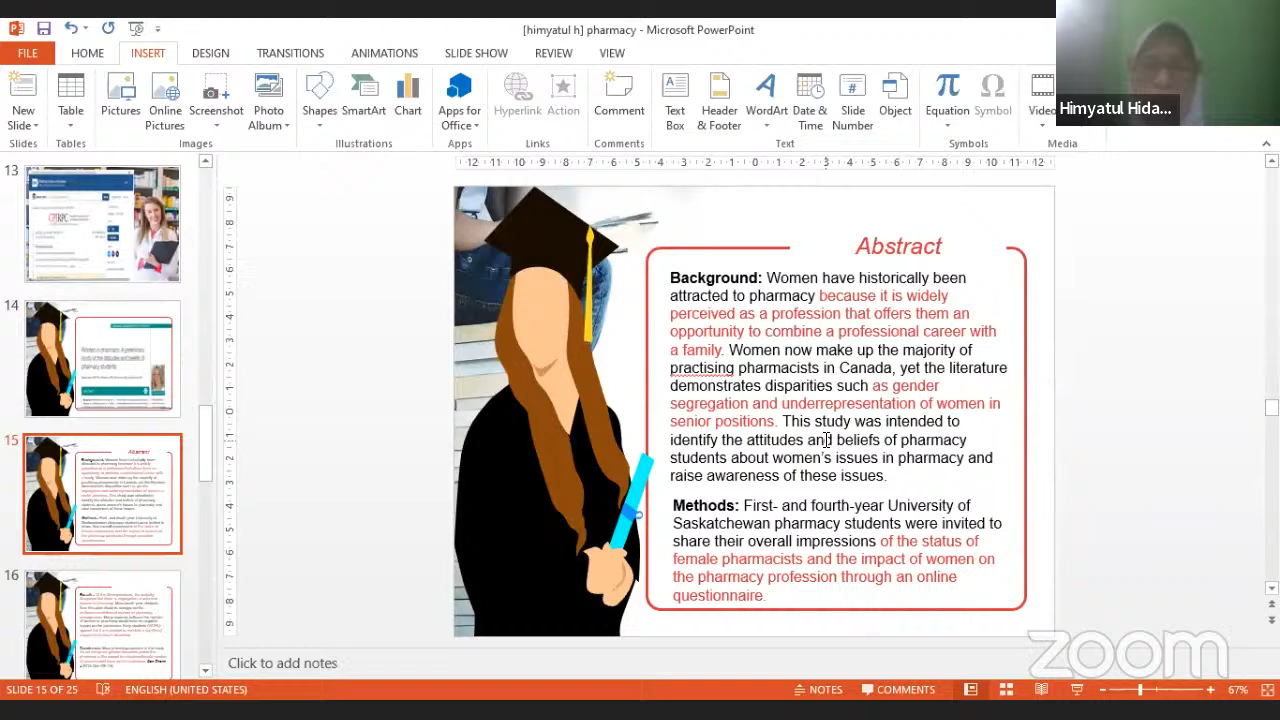 [himyatul h] pharmacy - Microsoft PowerPoint
FILE HOME INSERT DESIGN TRANSITIONS ANIMATIONS SLIDE SHOW REVIEW VIEW
New Slide Table Pictures Online Pictures Screenshot Photo Album Shapes SmartArt Chart Apps for Office Hyperlink Action Comment Text Box Header & Footer WordArt Date & Time Slide Number Object Equation Symbol Video
Slides Tables Images Illustrations Apps Links Comments Text Symbols Media
Himyatul Hida...
13
14
15
16
Abstract
Background: Women have historically been
attracted to pharmacy because it is widely
perceived as a profession that offers them an
opportunity to combine a professional career with
a family. Women now make up the majority of
practising pharmacists in Canada, yet the literature
demonstrates disparities such as gender
segregation and underrepresentation of women in
senior positions. This study was intended to
identify the attitudes and beliefs of pharmacy
students about women's issues in pharmacy and
raise awareness of these issues.
Methods: First- and fourth-year University of
Saskatchewan pharmacy students were invited to
share their overall impressions of the status of
female pharmacists and the impact of women on
the pharmacy profession through an online
questionnaire.
Click to add notes
zoom
SLIDE 15 OF 25 ENGLISH (UNITED STATES) NOTES COMMENTS 67%